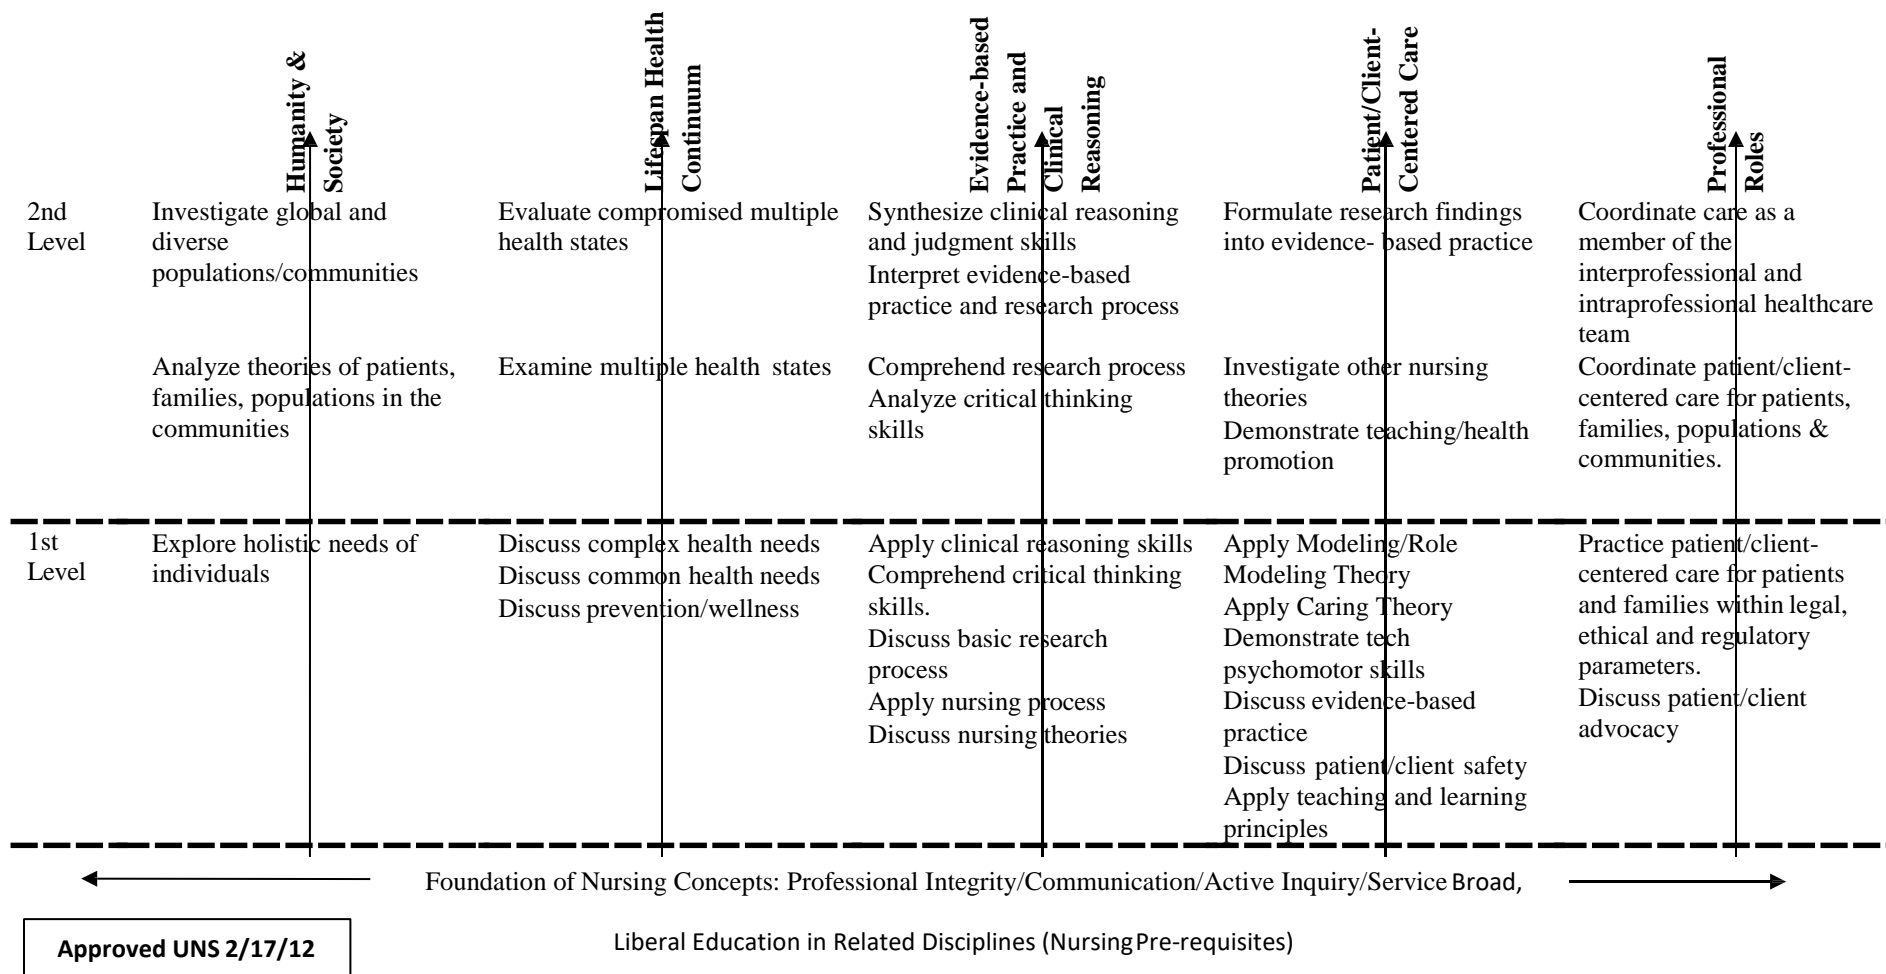 Humanity &
Society
Lifespan Health
Continuum
Evidence-based
Practice and
Clinical
Reasoning
Patient/Client-
Centered Care
Professional
Roles
2nd
Level
Investigate global and
diverse
populations/communities
Evaluate compromised multiple
health states
Synthesize clinical reasoning
and judgment skills
Interpret evidence-based
practice and research process
Formulate research findings
into evidence- based practice
Coordinate care as a
member of the
interprofessional and
intraprofessional healthcare
team
Analyze theories of patients,
families, populations in the
communities
Examine multiple health states
Comprehend research process
Analyze critical thinking
skills
Investigate other nursing
theories
Demonstrate teaching/health
promotion
Coordinate patient/client-
centered care for patients,
families, populations &
communities.
1st
Level
Explore holistic needs of
individuals
Discuss complex health needs
Discuss common health needs
Discuss prevention/wellness
Apply clinical reasoning skills
Comprehend critical thinking
skills.
Discuss basic research
process
Apply nursing process
Discuss nursing theories
Apply Modeling/Role
Modeling Theory
Apply Caring Theory
Demonstrate tech
psychomotor skills
Discuss evidence-based
practice
Discuss patient/client safety
Apply teaching and learning
principles
Practice patient/client-
centered care for patients
and families within legal,
ethical and regulatory
parameters.
Discuss patient/client
advocacy
Foundation of Nursing Concepts: Professional Integrity/Communication/Active Inquiry/Service Broad,
Liberal Education in Related Disciplines (Nursing Pre-requisites)
Approved UNS 2/17/12